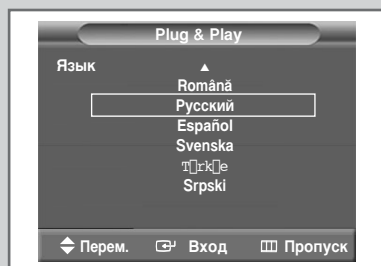 Plug & Play
Язык
Română
Русский
Español
Svenska
Srpski
Перем. Вход Пропуск